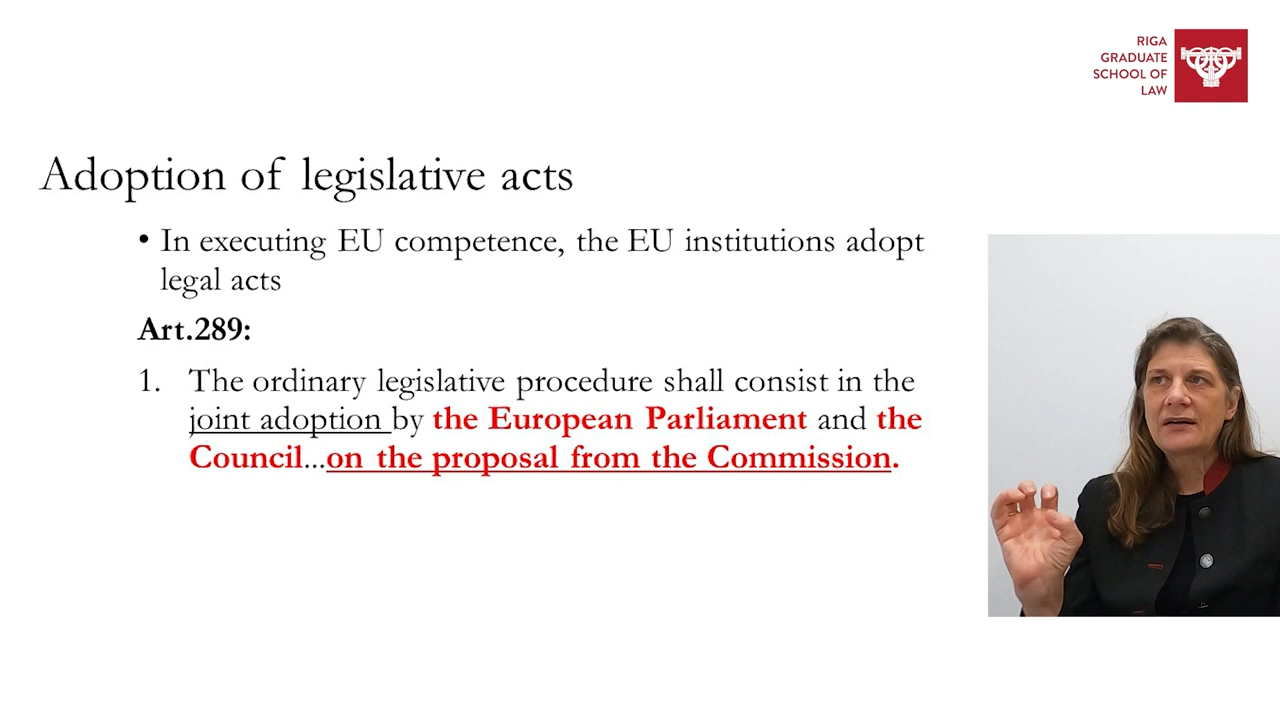 RIGA
GRADUATE
SCHOOL OF
LAW
Adoption of legislative acts
• In executing EU competence, the EU institutions adopt
legal acts
Art.289:
1. The ordinary legislative procedure shall consist in the
joint adoption by the European Parliament and the
Council...on the proposal from the Commission.